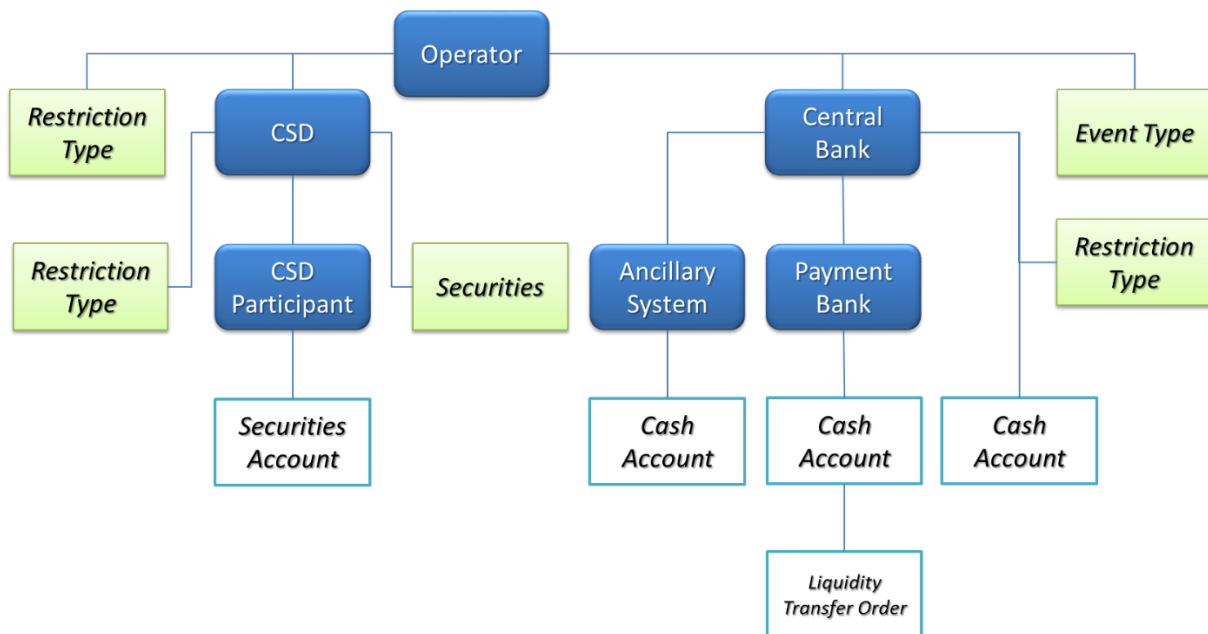 Operator
Restriction
Type
CSD
Central
Bank
Event Type
Restriction
Type
CSD
Participant
Securities
Ancillary
System
Payment
Bank
Restriction
Type
Securities
Account
Cash
Account
Cash
Account
Cash
Account
Liquidity
Transfer Order